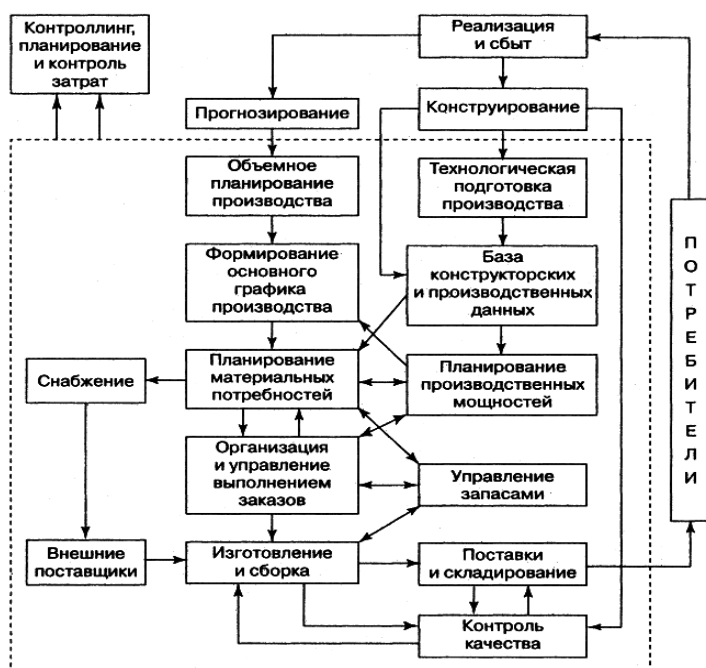 Контроллинг,
планирование
и контроль
затрат
Реализация
и сбыт
Прогнозирование
Конструирование
Объемное
планирование
производства
Технологическая
подготовка
производства
Формирование
основного
графика
производства
База
конструкторских
и производственных
данных
ПОТРЕБИТЕЛИ
Снабжение
Планирование
материальных
потребностей
Планирование
производственных
мощностей
Организация
и управление
выполнением
заказов
Управление
запасами
Внешние
поставщики
Изготовление
и сборка
Поставки
и складирование
Контроль
качества